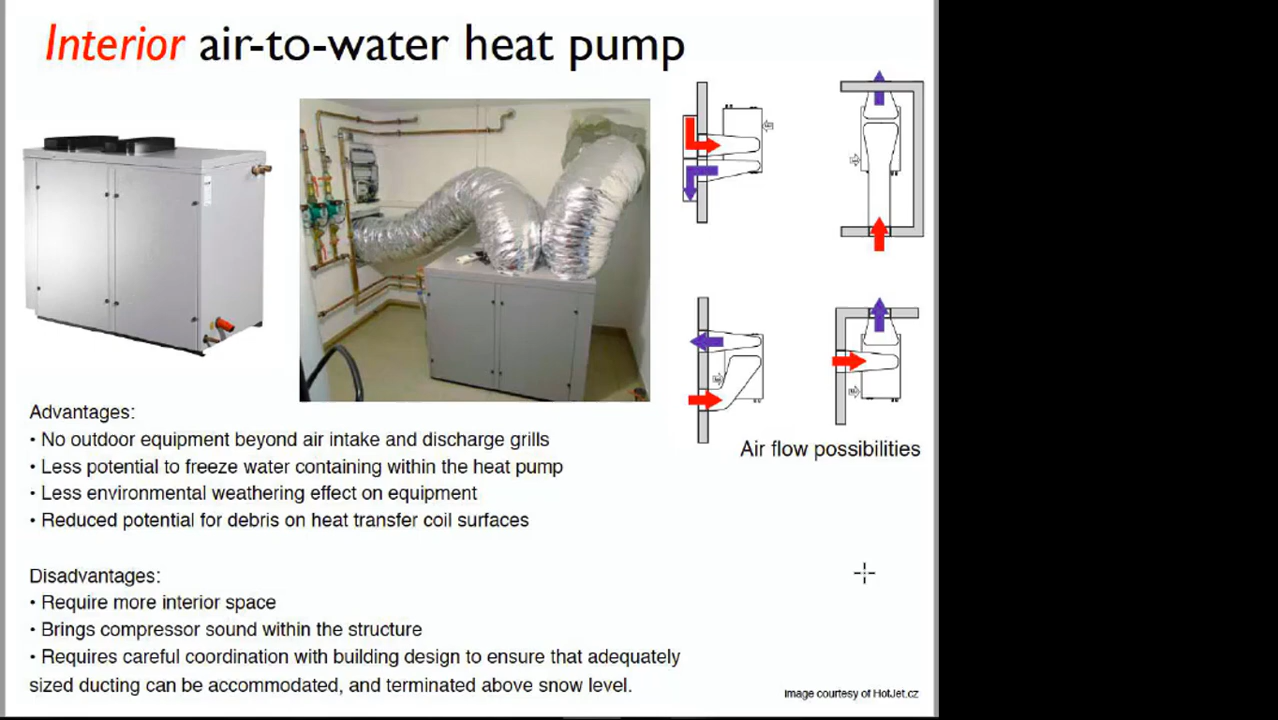 Interior air-to-water heat pump
Air flow possibilities
Advantages:
• No outdoor equipment beyond air intake and discharge grills
• Less potential to freeze water containing within the heat pump
• Less environmental weathering effect on equipment
• Reduced potential for debris on heat transfer coil surfaces
Disadvantages:
• Require more interior space
• Brings compressor sound within the structure
• Requires careful coordination with building design to ensure that adequately
sized ducting can be accommodated, and terminated above snow level.
image courtesy of HotJet.cz